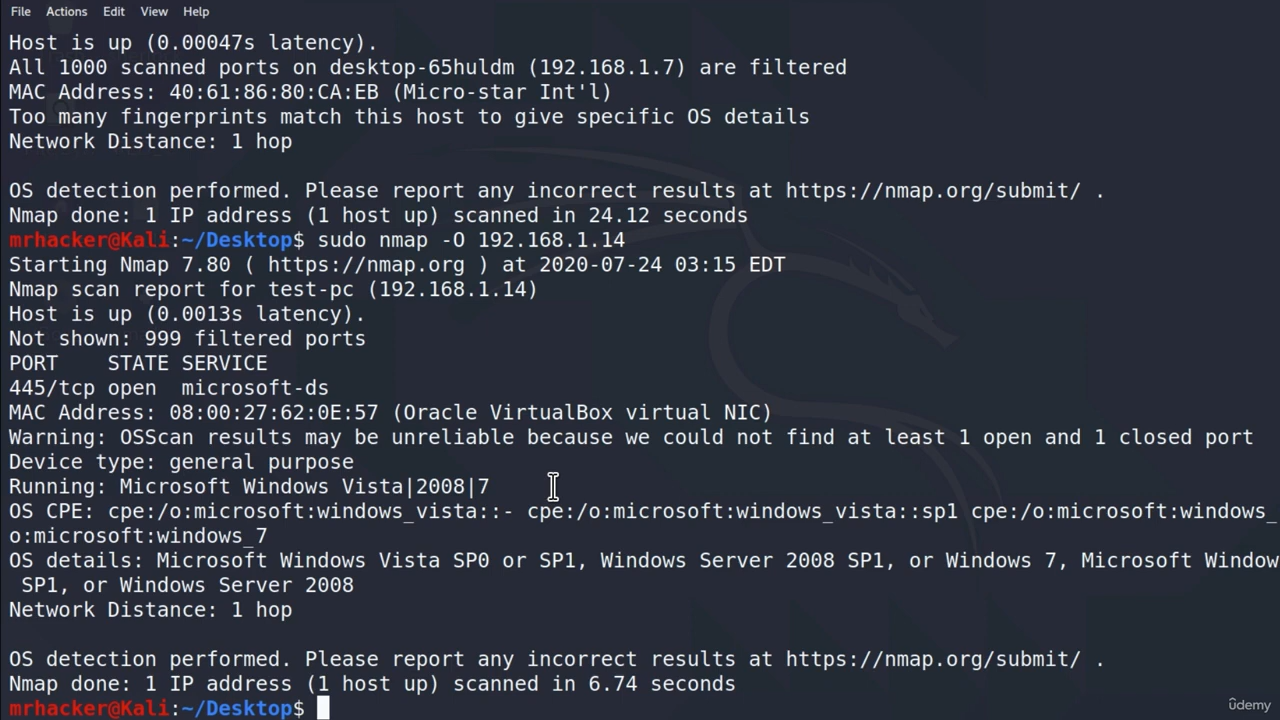 File Actions Edit View Help
Host is up (0.00047s latency).
All 1000 scanned ports on desktop-65huldm (192.168.1.7) are filtered
MAC Address: 40:61:86:80:CA:EB (Micro-star Int'l)
Too many fingerprints match this host to give specific OS details
Network Distance: 1 hop
OS detection performed. Please report any incorrect results at https://nmap.org/submit/ .
Nmap done: 1 IP address (1 host up) scanned in 24.12 seconds
mrhacker@Kali:~/Desktop$ sudo nmap -O 192.168.1.14
Starting Nmap 7.80 ( https://nmap.org ) at 2020-07-24 03:15 EDT
Nmap scan report for test-pc (192.168.1.14)
Host is up (0.0013s latency).
Not shown: 999 filtered ports
PORT    STATE SERVICE
445/tcp open  microsoft-ds
MAC Address: 08:00:27:62:0E:57 (Oracle VirtualBox virtual NIC)
Warning: OSScan results may be unreliable because we could not find at least 1 open and 1 closed port
Device type: general purpose
Running: Microsoft Windows Vista|2008|7
OS CPE: cpe:/o:microsoft:windows_vista::- cpe:/o:microsoft:windows_vista::sp1 cpe:/o:microsoft:windows_
o:microsoft:windows_7
OS details: Microsoft Windows Vista SP0 or SP1, Windows Server 2008 SP1, or Windows 7, Microsoft Window
SP1, or Windows Server 2008
Network Distance: 1 hop
OS detection performed. Please report any incorrect results at https://nmap.org/submit/ .
Nmap done: 1 IP address (1 host up) scanned in 6.74 seconds
mrhacker@Kali:~/Desktop$
ûdemy